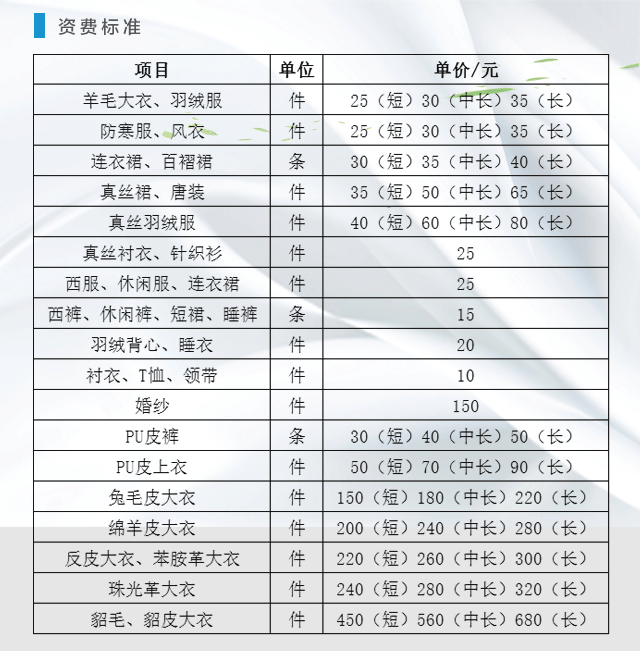 资费标准
项目 单位 单价/元
羊毛大衣、羽绒服 件 25（短）30（中长）35（长）
防寒服、风衣 件 25（短）30（中长）35（长）
连衣裙、百褶裙 条 30（短）35（中长）40（长）
真丝裙、唐装 件 35（短）50（中长）65（长）
真丝羽绒服 件 40（短）60（中长）80（长）
真丝衬衣、针织衫 件 25
西服、休闲服、连衣裙 件 25
西裤、休闲裤、短裙、睡裤 条 15
羽绒背心、睡衣 件 20
衬衣、T恤、领带 件 10
婚纱 件 150
PU皮裤 条 30（短）40（中长）50（长）
PU皮上衣 件 50（短）70（中长）90（长）
兔毛皮大衣 件 150（短）180（中长）220（长）
绵羊皮大衣 件 200（短）240（中长）280（长）
反皮大衣、苯胺革大衣 件 220（短）260（中长）300（长）
珠光革大衣 件 240（短）280（中长）320（长）
貂毛、貂皮大衣 件 450（短）560（中长）680（长）